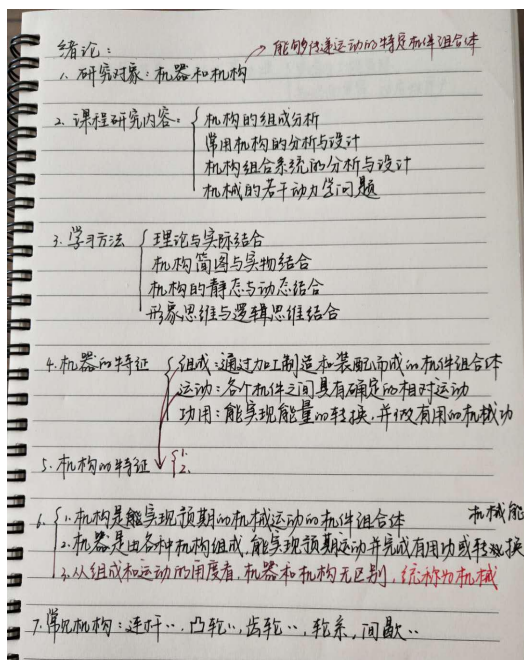 绪论：
1. 研究对象：机器和机构 → 能够传递运动的特定机件组合体
2. 课程研究内容：{ 机构的组成分析
常用机构的分析与设计
机构组合系统的分析与设计
机械的若干动力学问题
3. 学习方法 { 理论与实际结合
机构简图与实物结合
机构的静态与动态结合
形象思维与逻辑思维结合
4. 机器的特征 { 组成：通过加工制造和装配而成的机件组合体
运动：各个机件之间具有确定的相对运动
功用：能实现能量的转换，并做有用的机械功
5. 机构的特征 { 1.
2.
6. { 1. 机构是能实现预期的机械运动的机件组合体
机械能
2. 机器是由各种机构组成，能实现预期运动并完成有用功或转换
3. 从组成和运动的角度看，机器和机构无区别，统称为机械
7. 常见机构：连杆‥，凸轮‥，齿轮‥，轮系，间歇‥